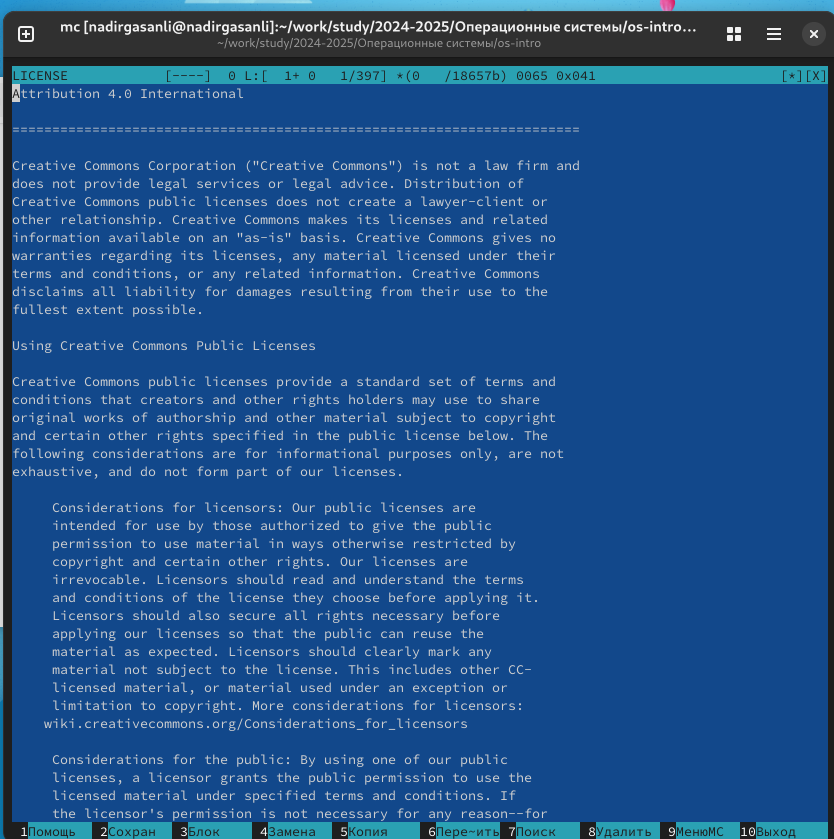 mc [nadirgasanli@nadirgasanli]:~/work/study/2024-2025/Операционные системы/os-intro…
~/work/study/2024-2025/Операционные системы/os-intro
LICENSE            [----]  0 L:[  1+ 0   1/397] *(0   /18657b) 0065 0x041                       [*][X]
Attribution 4.0 International
=======================================================================
Creative Commons Corporation ("Creative Commons") is not a law firm and
does not provide legal services or legal advice. Distribution of
Creative Commons public licenses does not create a lawyer-client or
other relationship. Creative Commons makes its licenses and related
information available on an "as-is" basis. Creative Commons gives no
warranties regarding its licenses, any material licensed under their
terms and conditions, or any related information. Creative Commons
disclaims all liability for damages resulting from their use to the
fullest extent possible.
Using Creative Commons Public Licenses
Creative Commons public licenses provide a standard set of terms and
conditions that creators and other rights holders may use to share
original works of authorship and other material subject to copyright
and certain other rights specified in the public license below. The
following considerations are for informational purposes only, are not
exhaustive, and do not form part of our licenses.
Considerations for licensors: Our public licenses are
intended for use by those authorized to give the public
permission to use material in ways otherwise restricted by
copyright and certain other rights. Our licenses are
irrevocable. Licensors should read and understand the terms
and conditions of the license they choose before applying it.
Licensors should also secure all rights necessary before
applying our licenses so that the public can reuse the
material as expected. Licensors should clearly mark any
material not subject to the license. This includes other CC-
licensed material, or material used under an exception or
limitation to copyright. More considerations for licensors:
wiki.creativecommons.org/Considerations_for_licensors
Considerations for the public: By using one of our public
licenses, a licensor grants the public permission to use the
licensed material under specified terms and conditions. If
the licensor's permission is not necessary for any reason--for
1Помощь 2Сохран 3Блок 4Замена 5Копия 6Пере~ить 7Поиск 8Удалить 9МенюMC 10Выход